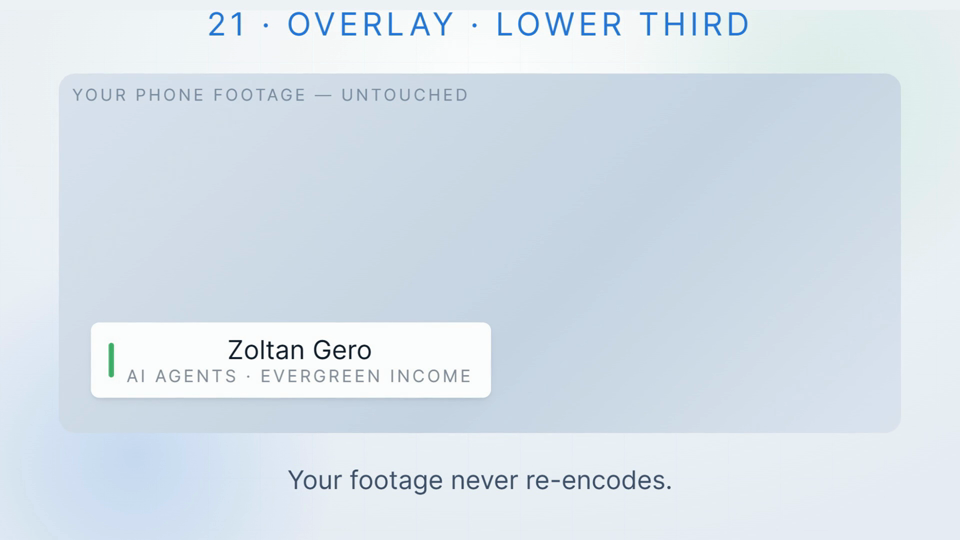 21 · OVERLAY · LOWER THIRD
YOUR PHONE FOOTAGE — UNTOUCHED
Zoltan Gero
AI AGENTS · EVERGREEN INCOME
Your footage never re-encodes.